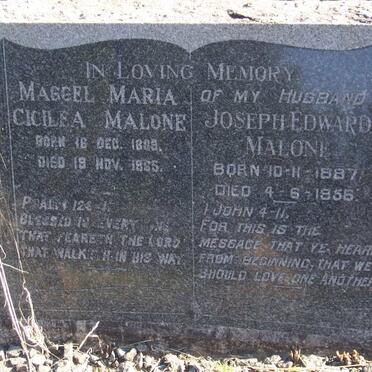 IN LOVING MEMORY
MAGGEL MARIA
CICILEA MALONE
BORN 16 DEC.
DIED 19 NOV.
PSALM
BLESSED IS EVERY ONE
THAT FEARETH THE LORD
THAT WALKETH IN HIS WAY
OF MY HUSBAND
JOSEPH EDWARD
MALONE
BORN 10-11-1887
DIED 4-6-1956
1 JOHN 4-11,
FOR THIS IS THE
MESSAGE THAT YE HEARD
FROM BEGINNING, THAT WE
SHOULD LOVE ONE ANOTHER